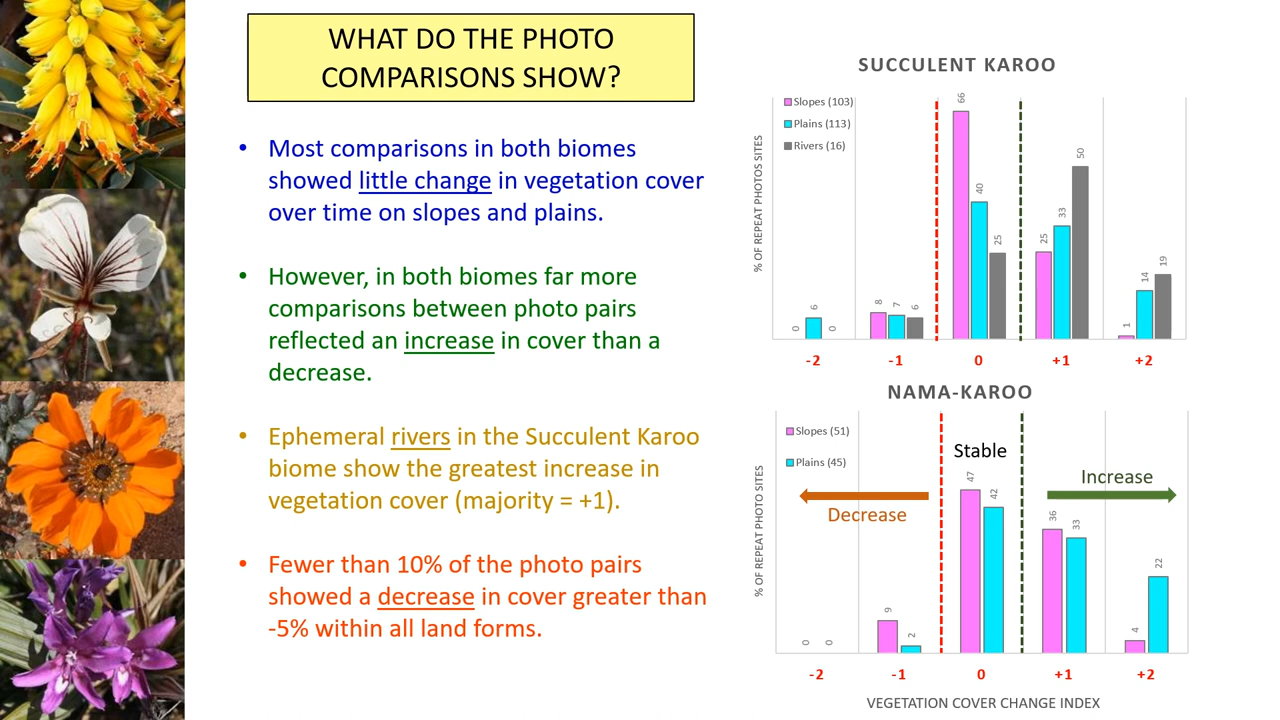 WHAT DO THE PHOTO
COMPARISONS SHOW?
• Most comparisons in both biomes
showed little change in vegetation cover
over time on slopes and plains.
• However, in both biomes far more
comparisons between photo pairs
reflected an increase in cover than a
decrease.
• Ephemeral rivers in the Succulent Karoo
biome show the greatest increase in
vegetation cover (majority = +1).
• Fewer than 10% of the photo pairs
showed a decrease in cover greater than
-5% within all land forms.
SUCCULENT KAROO
% OF REPEAT PHOTOS SITES
Slopes (103)
Plains (113)
Rivers (16)
0 6 0 8 7 6 66 40 25 25 33 50 1 14 19
-2 -1 0 +1 +2
NAMA-KAROO
% OF REPEAT PHOTO SITES
Slopes (51)
Plains (45)
Stable
Decrease
Increase
0 0 9 2 47 42 36 33 4 22
-2 -1 0 +1 +2
VEGETATION COVER CHANGE INDEX